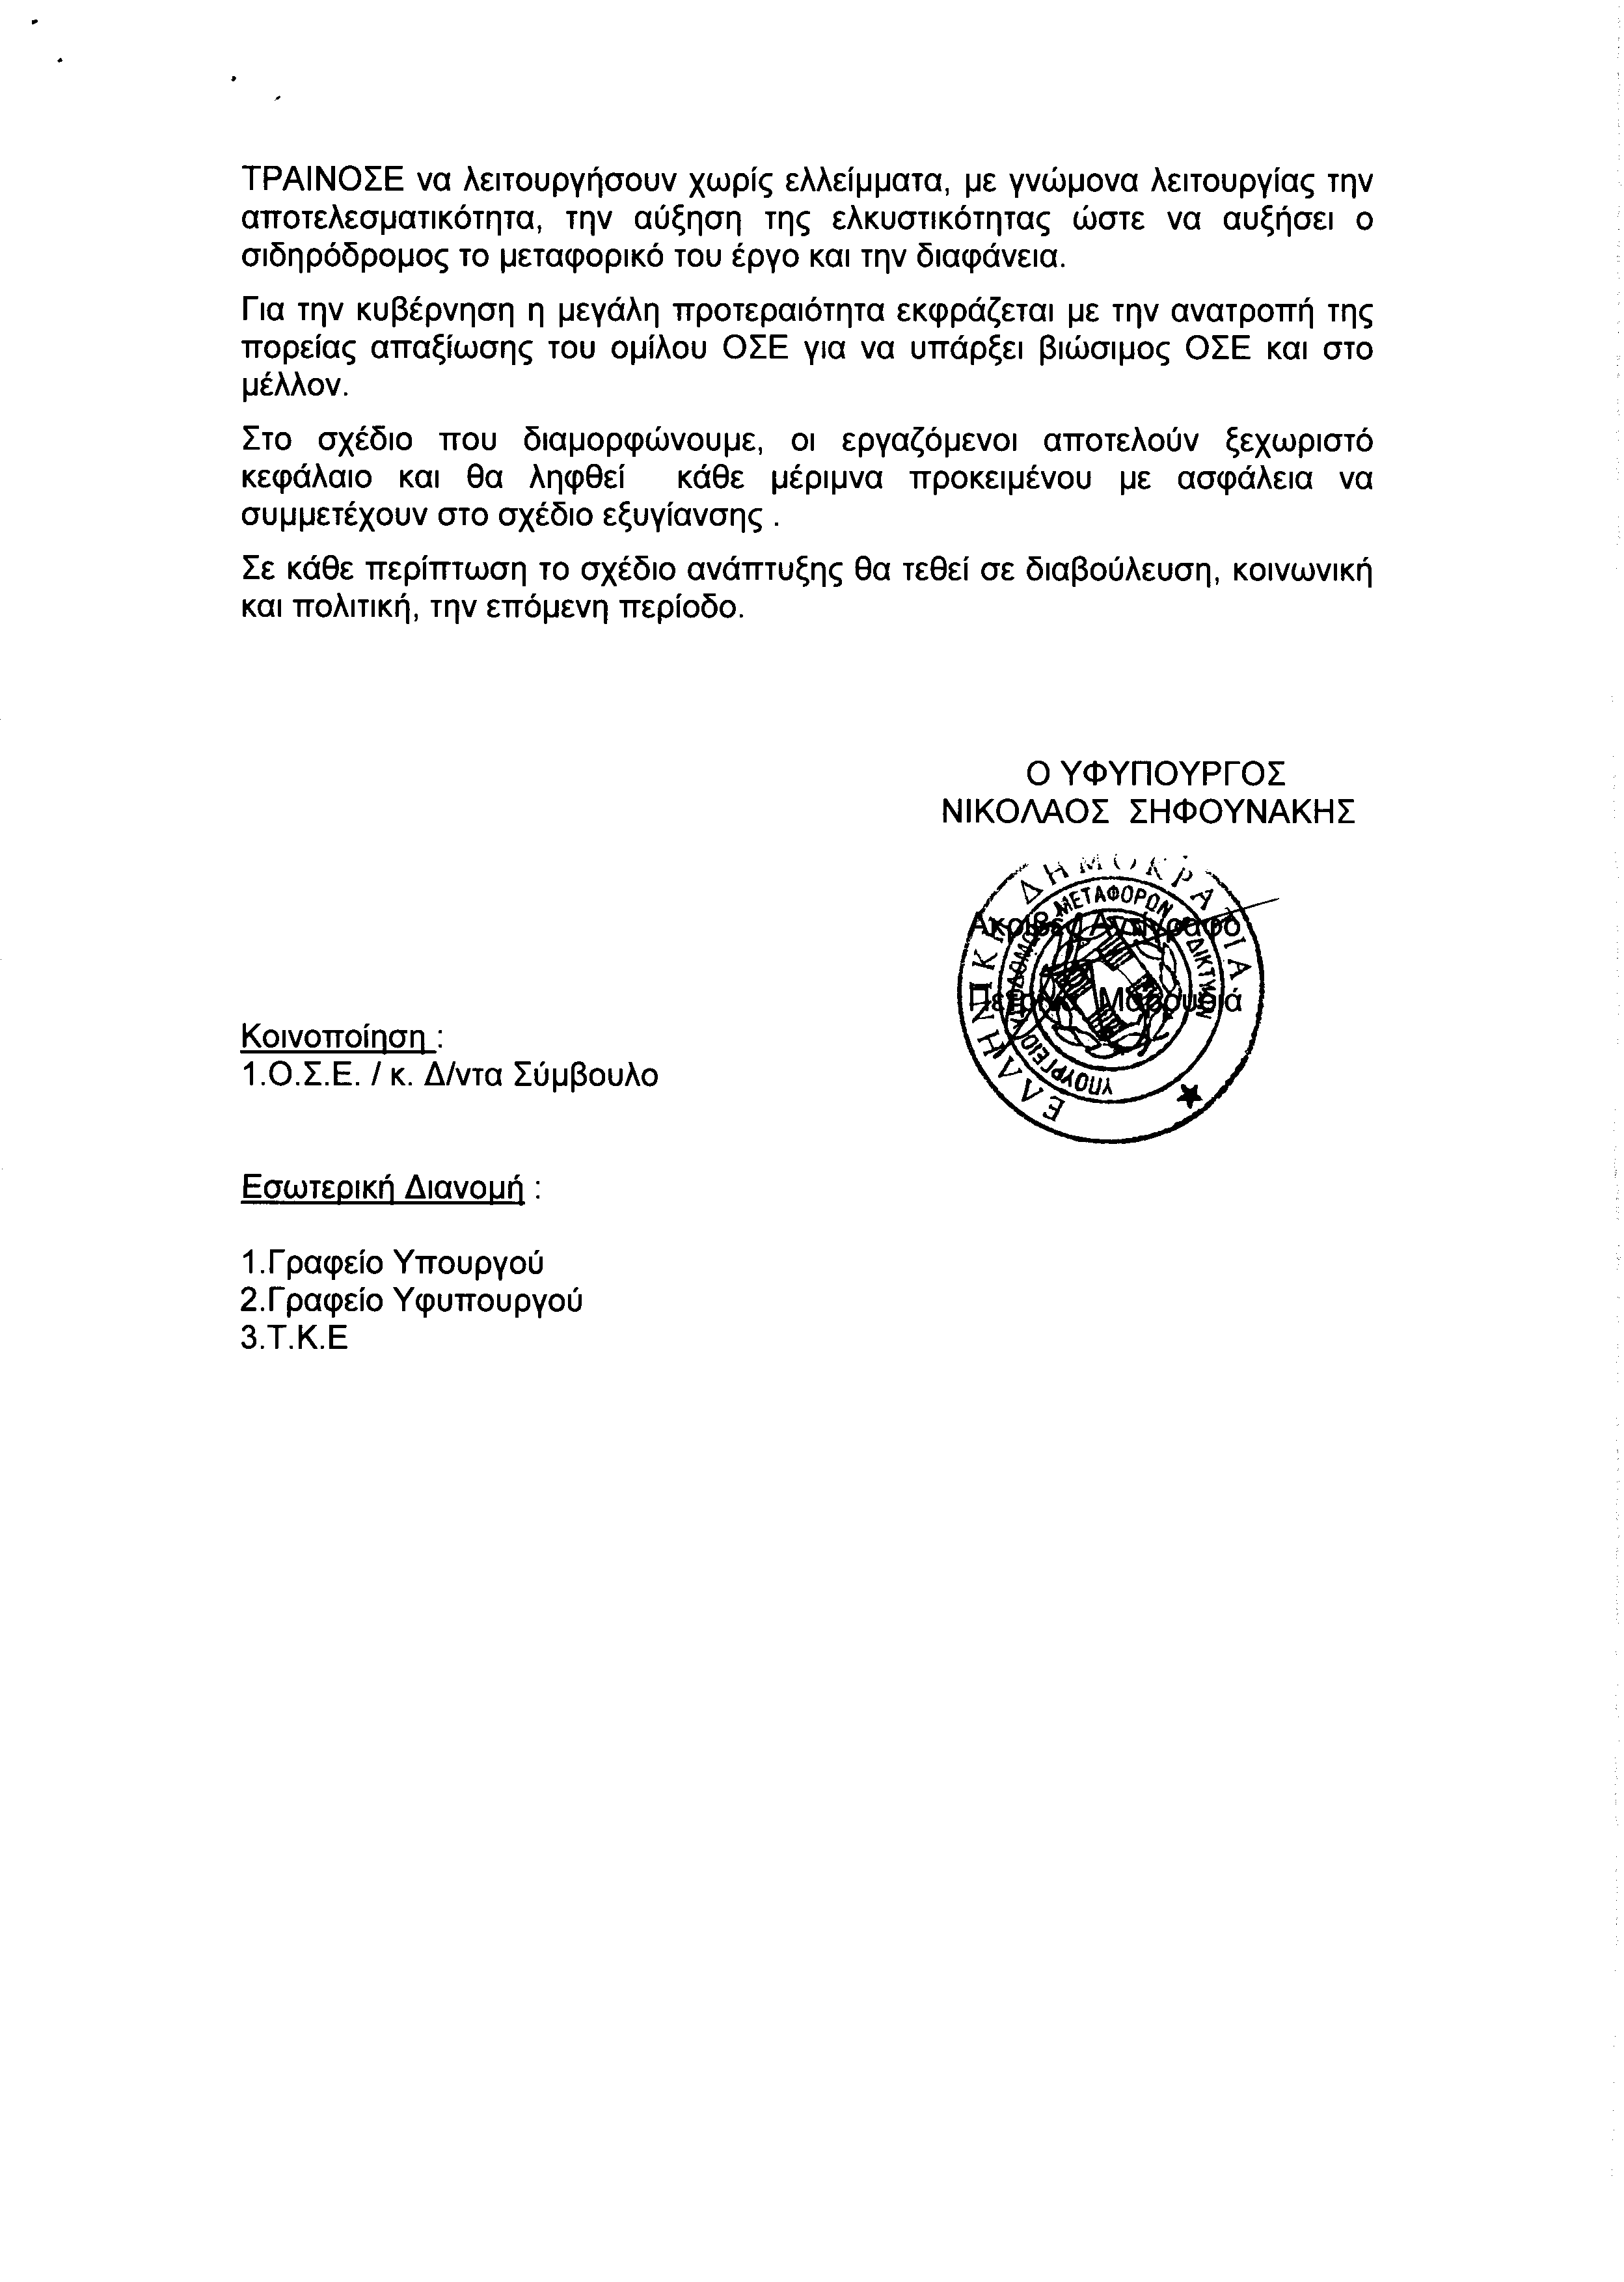 ΤΡΑΙΝΟΣΕ να λειτουργήσουν χωρίς ελλείμματα, με γνώμονα λειτουργίας την
αποτελεσματικότητα, την αύξηση της ελκυστικότητας ώστε να αυξήσει ο
σιδηρόδρομος το μεταφορικό του έργο και την διαφάνεια.
Για την κυβέρνηση η μεγάλη προτεραιότητα εκφράζεται με την ανατροπή της
πορείας απαξίωσης του ομίλου ΟΣΕ για να υπάρξει βιώσιμος ΟΣΕ και στο
μέλλον.
Στο σχέδιο που διαμορφώνουμε, οι εργαζόμενοι αποτελούν ξεχωριστό
κεφάλαιο και θα ληφθεί κάθε μέριμνα προκειμένου με ασφάλεια να
συμμετέχουν στο σχέδιο εξυγίανσης .
Σε κάθε περίπτωση το σχέδιο ανάπτυξης θα τεθεί σε διαβούλευση, κοινωνική
και πολιτική, την επόμενη περίοδο.
Ο ΥΦΥΠΟΥΡΓΟΣ
ΝΙΚΟΛΑΟΣ ΣΗΦΟΥΝΑΚΗΣ
ΕΛΛΗΝΙΚΗ ΔΗΜΟΚΡΑΤΙΑ
ΥΠΟΥΡΓΕΙΟ ΜΕΤΑΦΟΡΩΝ ΔΙΚΤΥΩΝ
Ακριβές Αντίγραφο
Κοινοποίηση :
1.Ο.Σ.Ε. / κ. Δ/ντα Σύμβουλο
Εσωτερική Διανομή :
1.Γραφείο Υπουργού
2.Γραφείο Υφυπουργού
3.Τ.Κ.Ε